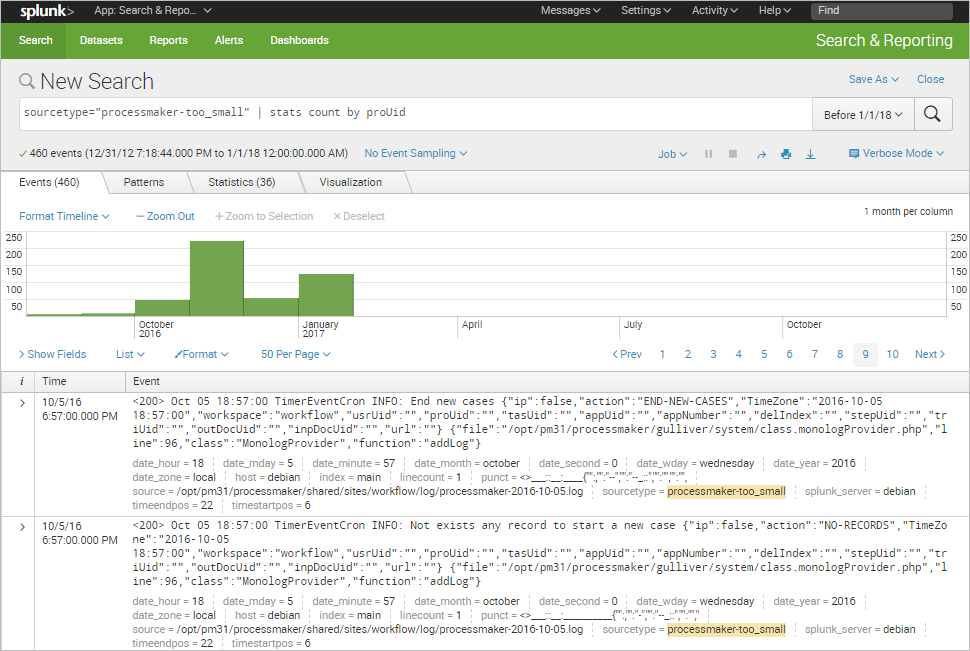 splunk> App: Search & Repo... Messages Settings Activity Help Find
Search Datasets Reports Alerts Dashboards Search & Reporting
New Search Save As Close
sourcetype="processmaker-too_small" | stats count by proUid Before 1/1/18
460 events (12/31/12 7:18:44.000 PM to 1/1/18 12:00:00.000 AM) No Event Sampling Job Verbose Mode
Events (460) Patterns Statistics (36) Visualization
Format Timeline — Zoom Out + Zoom to Selection × Deselect 1 month per column
250 250
200 200
150 150
100 100
50 50
October January April July October
2016 2017
> Show Fields List Format 50 Per Page < Prev 1 2 3 4 5 6 7 8 9 10 Next >
i Time Event
> 10/5/16 <200> Oct 05 18:57:00 TimerEventCron INFO: End new cases {"ip":false,"action":"END-NEW-CASES","TimeZone":"2016-10-05
6:57:00.000 PM 18:57:00","workspace":"workflow","usrUid":"","proUid":"","tasUid":"","appUid":"","appNumber":"","delIndex":"","stepUid":"","tr
iUid":"","outDocUid":"","inpDocUid":"","url":""} {"file":"/opt/pm31/processmaker/gulliver/system/class.monologProvider.php","l
ine":96,"class":"MonologProvider","function":"addLog"}
date_hour = 18 date_mday = 5 date_minute = 57 date_month = october date_second = 0 date_wday = wednesday date_year = 2016
date_zone = local host = debian index = main linecount = 1 punct =
source = /opt/pm31/processmaker/shared/sites/workflow/log/processmaker-2016-10-05.log sourcetype = processmaker-too_small splunk_server = debian
timeendpos = 22 timestartpos = 6
> 10/5/16 <200> Oct 05 18:57:00 TimerEventCron INFO: Not exists any record to start a new case {"ip":false,"action":"NO-RECORDS","TimeZo
6:57:00.000 PM ne":"2016-10-05
18:57:00","workspace":"workflow","usrUid":"","proUid":"","tasUid":"","appUid":"","appNumber":"","delIndex":"","stepUid":"","tr
iUid":"","outDocUid":"","inpDocUid":"","url":""} {"file":"/opt/pm31/processmaker/gulliver/system/class.monologProvider.php","l
ine":96,"class":"MonologProvider","function":"addLog"}
date_hour = 18 date_mday = 5 date_minute = 57 date_month = october date_second = 0 date_wday = wednesday date_year = 2016
date_zone = local host = debian index = main linecount = 1 punct =
source = /opt/pm31/processmaker/shared/sites/workflow/log/processmaker-2016-10-05.log sourcetype = processmaker-too_small splunk_server = debian
timeendpos = 22 timestartpos = 6